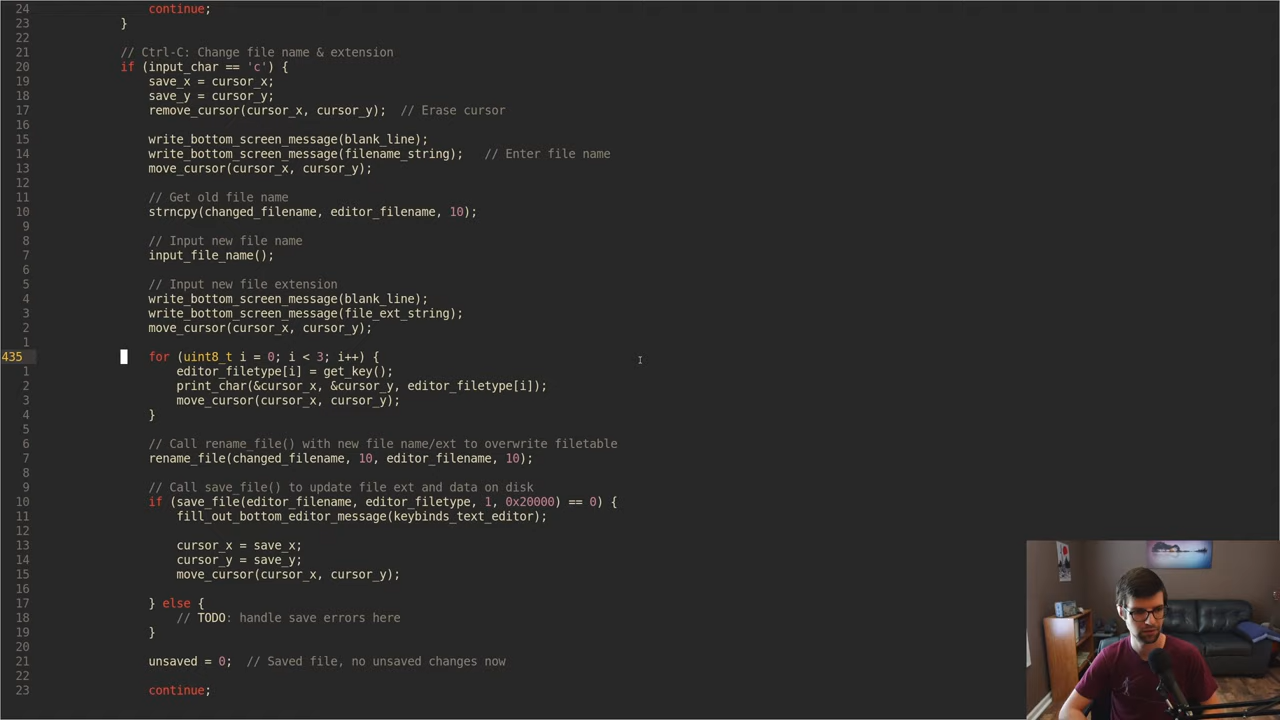 24 continue;
23 }
22
21 // Ctrl-C: Change file name & extension
20 if (input_char == 'c') {
19 save_x = cursor_x;
18 save_y = cursor_y;
17 remove_cursor(cursor_x, cursor_y);  // Erase cursor
16
15 write_bottom_screen_message(blank_line);
14 write_bottom_screen_message(filename_string);   // Enter file name
13 move_cursor(cursor_x, cursor_y);
12
11 // Get old file name
10 strncpy(changed_filename, editor_filename, 10);
9
8 // Input new file name
7 input_file_name();
6
5 // Input new file extension
4 write_bottom_screen_message(blank_line);
3 write_bottom_screen_message(file_ext_string);
2 move_cursor(cursor_x, cursor_y);
1
435 for (uint8_t i = 0; i < 3; i++) {
1 editor_filetype[i] = get_key();
2 print_char(&cursor_x, &cursor_y, editor_filetype[i]);
3 move_cursor(cursor_x, cursor_y);
4 }
5
6 // Call rename_file() with new file name/ext to overwrite filetable
7 rename_file(changed_filename, 10, editor_filename, 10);
8
9 // Call save_file() to update file ext and data on disk
10 if (save_file(editor_filename, editor_filetype, 1, 0x20000) == 0) {
11 fill_out_bottom_editor_message(keybinds_text_editor);
12
13 cursor_x = save_x;
14 cursor_y = save_y;
15 move_cursor(cursor_x, cursor_y);
16
17 } else {
18 // TODO: handle save errors here
19 }
20
21 unsaved = 0;  // Saved file, no unsaved changes now
22
23 continue;